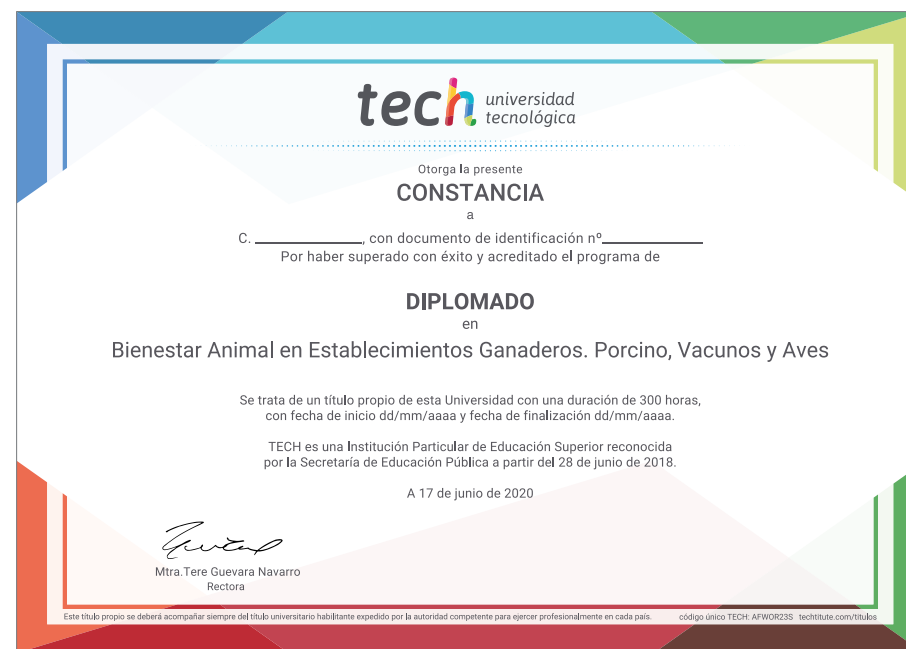 tech universidad
tecnológica
Otorga la presente
CONSTANCIA
a
C. ____________, con documento de identificación nº____________
Por haber superado con éxito y acreditado el programa de
DIPLOMADO
en
Bienestar Animal en Establecimientos Ganaderos. Porcino, Vacunos y Aves
Se trata de un título propio de esta Universidad con una duración de 300 horas,
con fecha de inicio dd/mm/aaaa y fecha de finalización dd/mm/aaaa.
TECH es una Institución Particular de Educación Superior reconocida
por la Secretaría de Educación Pública a partir del 28 de junio de 2018.
A 17 de junio de 2020
Mtra.Tere Guevara Navarro
Rectora
Este título propio se deberá acompañar siempre del título universitario habilitante expedido por la autoridad competente para ejercer profesionalmente en cada país. código único TECH: AFWOR23S techtitute.com/titulos